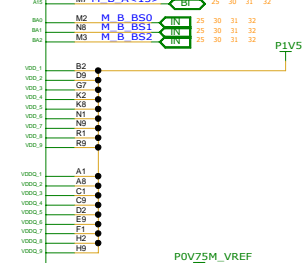 A15 BI 25 30 31 32
BA0 M2 M_B_BS0 IN 25 30 31 32
BA1 N8 M_B_BS1 IN 25 30 31 32
BA2 M3 M_B_BS2 IN 25 30 31 32
P1V5
VDD_1 B2
VDD_2 D9
VDD_3 G7
VDD_4 K2
VDD_5 K8
VDD_6 N1
VDD_7 N9
VDD_8 R1
VDD_9 R9
VDDQ_1 A1
VDDQ_2 A8
VDDQ_3 C1
VDDQ_4 C9
VDDQ_5 D2
VDDQ_6 E9
VDDQ_7 F1
VDDQ_8 H2
VDDQ_9 H9
P0V75M_VREF